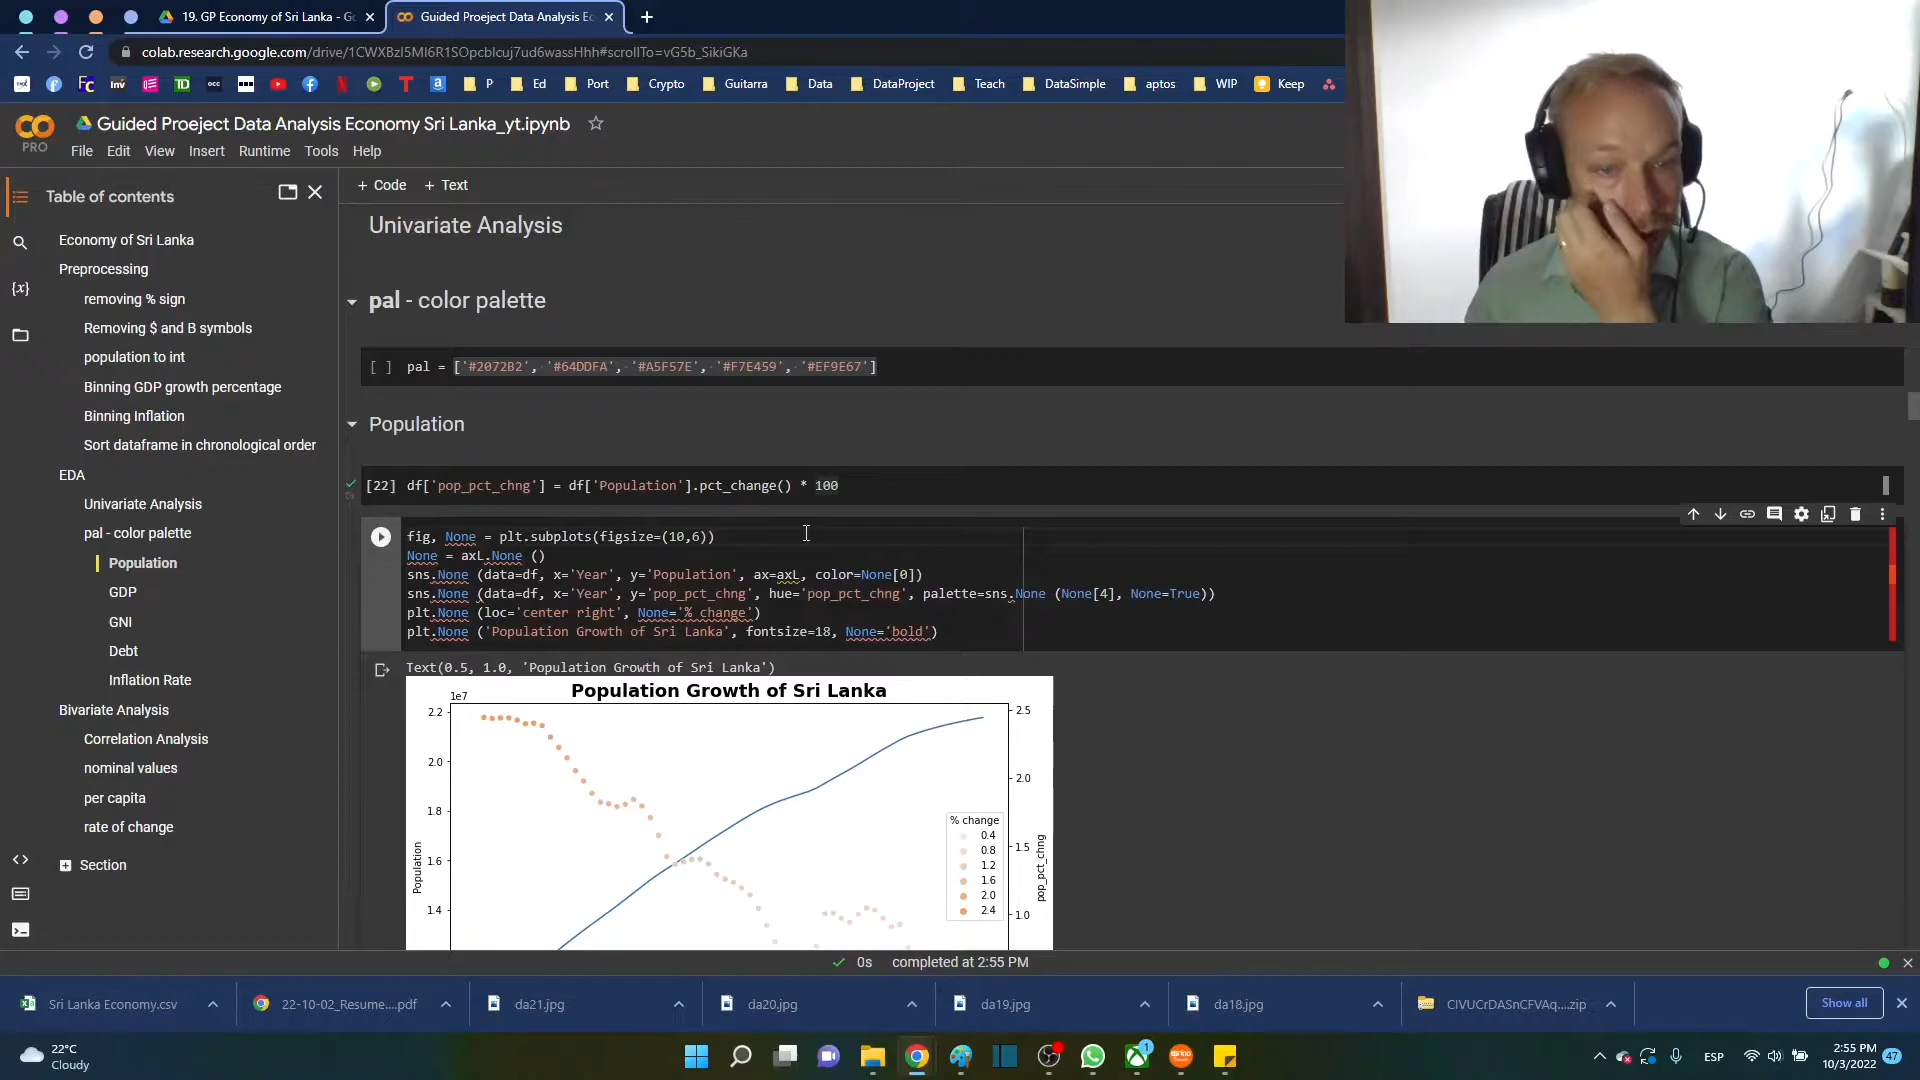 19. GP Economy of Sri Lanka - Go
Guided Proeject Data Analysis Ec
colab.research.google.com/drive/1CWXBzI5MI6R1SOpcbIcuj7ud6wassHhh#scrollTo=vG5b_SikiGKa
Fc
Inv
TD
occ
P
Ed
Port
Crypto
Guitarra
Data
DataProject
Teach
DataSimple
aptos
WIP
Keep
PRO
Guided Proeject Data Analysis Economy Sri Lanka_yt.ipynb
File Edit View Insert Runtime Tools Help
Table of contents
+ Code + Text
Economy of Sri Lanka
Preprocessing
removing % sign
Removing $ and B symbols
population to int
Binning GDP growth percentage
Binning Inflation
Sort dataframe in chronological order
EDA
Univariate Analysis
pal - color palette
Population
GDP
GNI
Debt
Inflation Rate
Bivariate Analysis
Correlation Analysis
nominal values
per capita
rate of change
Section
Univariate Analysis
pal - color palette
[ ] pal = ['#2072B2', '#64DDFA', '#A5F57E', '#F7E459', '#EF9E67']
Population
[22] df['pop_pct_chng'] = df['Population'].pct_change() * 100
fig, None = plt.subplots(figsize=(10,6))
None = axL.None ()
sns.None (data=df, x='Year', y='Population', ax=axL, color=None[0])
sns.None (data=df, x='Year', y='pop_pct_chng', hue='pop_pct_chng', palette=sns.None (None[4], None=True))
plt.None (loc='center right', None='% change')
plt.None ('Population Growth of Sri Lanka', fontsize=18, None='bold')
Text(0.5, 1.0, 'Population Growth of Sri Lanka')
Population Growth of Sri Lanka
1e7
2.2
2.0
1.8
1.6
1.4
Population
2.5
2.0
1.5
1.0
pop_pct_chng
% change
0.4
0.8
1.2
1.6
2.0
2.4
0s completed at 2:55 PM
Sri Lanka Economy.csv
22-10-02_Resume....pdf
da21.jpg
da20.jpg
da19.jpg
da18.jpg
Show all
22°C
Cloudy
1
ESP
2:55 PM
10/3/2022
47